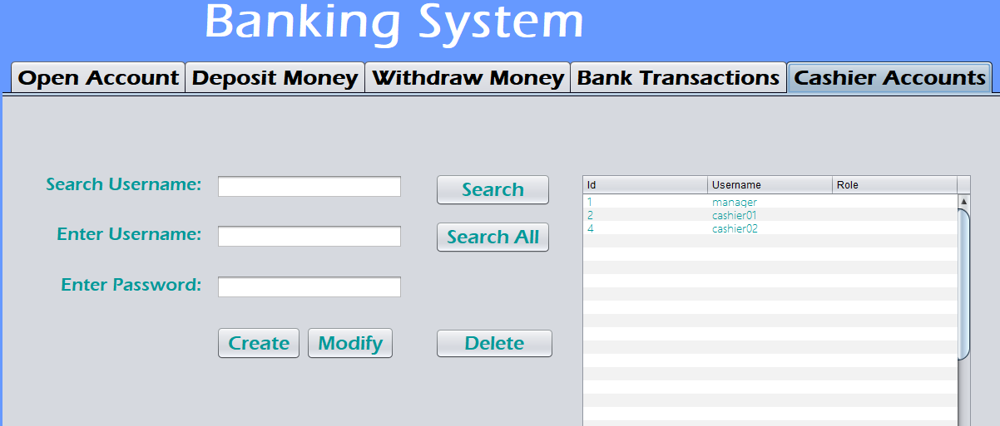 Banking System
Open Account Deposit Money Withdraw Money Bank Transactions Cashier Accounts
Search Username:
Search
Enter Username:
Search All
Enter Password:
Create Modify Delete
Id Username Role
1 manager
2 cashier01
4 cashier02